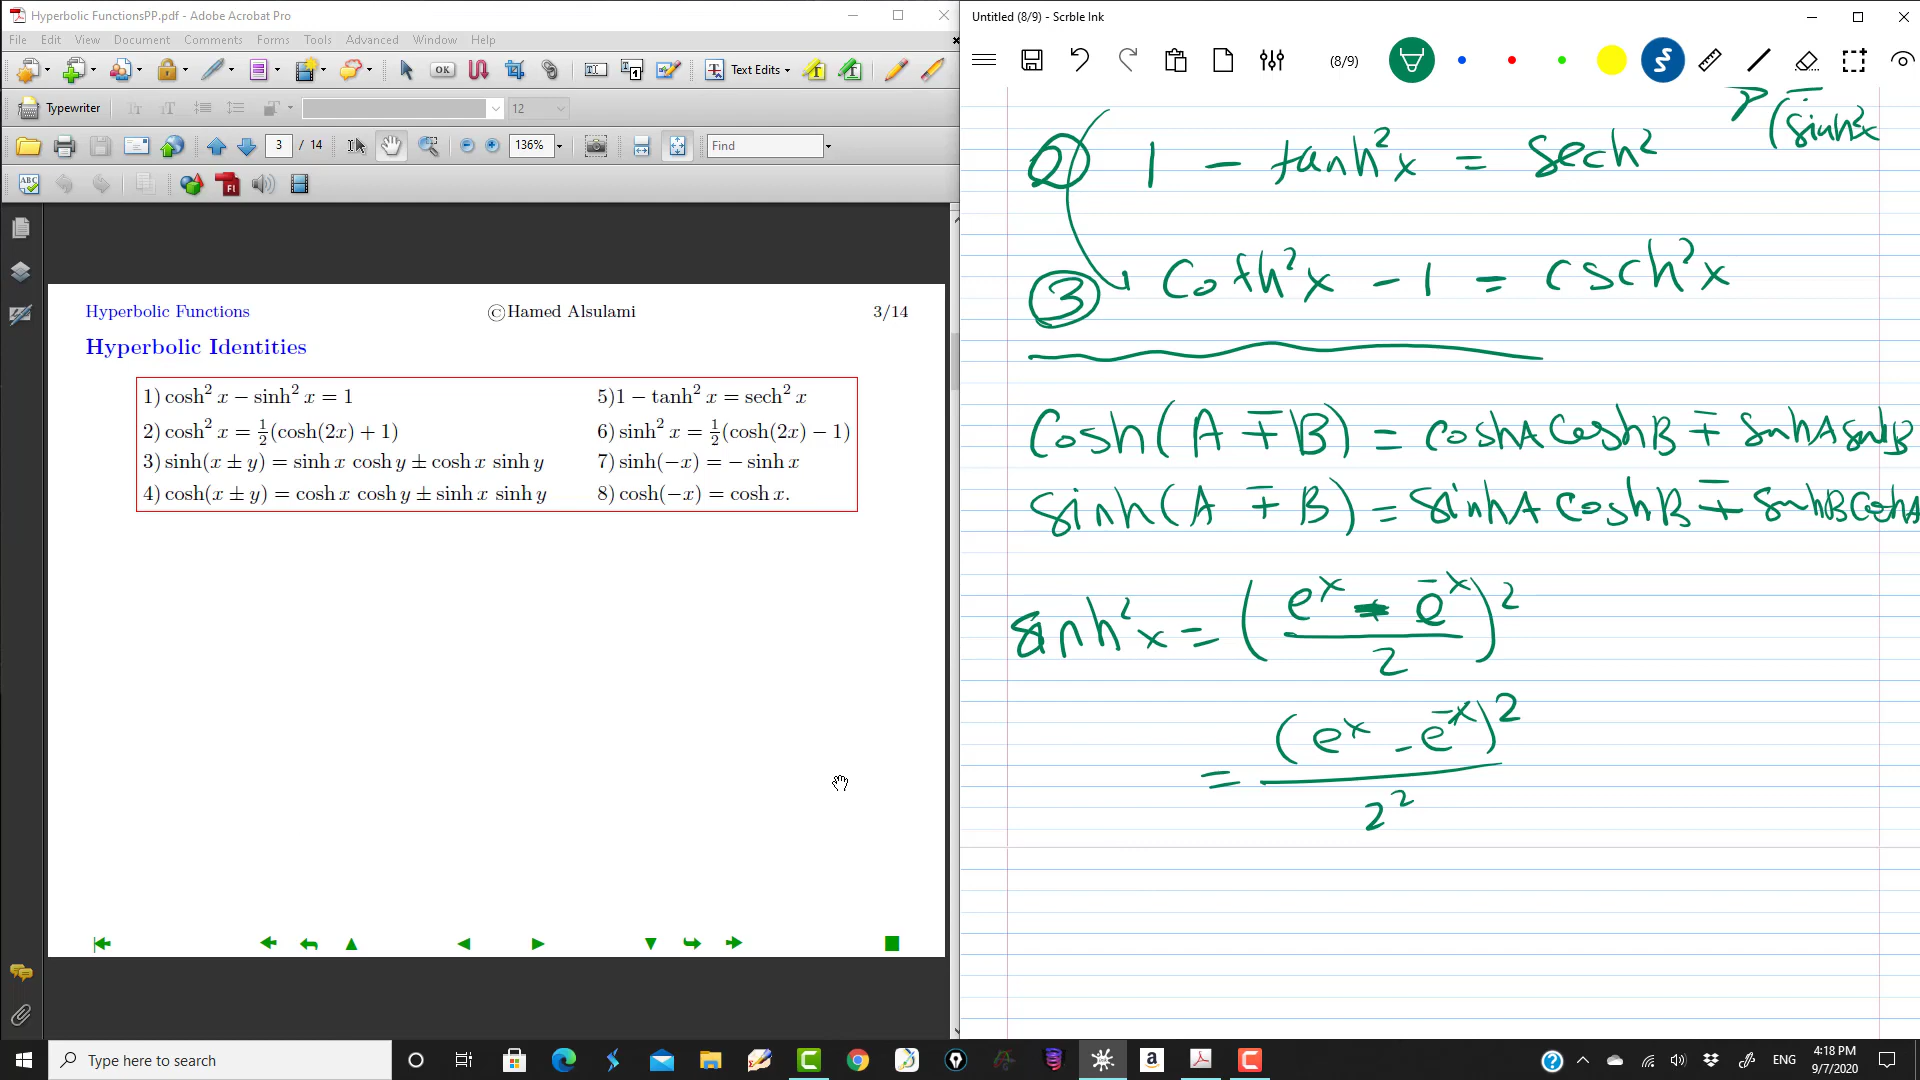 Hyperbolic FunctionsPP.pdf - Adobe Acrobat Pro
File Edit View Document Comments Forms Tools Advanced Window Help
OK Text Edits
Typewriter 12
3 / 14 136% Find
Hyperbolic Functions ©Hamed Alsulami 3/14
Hyperbolic Identities
1) cosh² x − sinh² x = 1
2) cosh² x = ½(cosh(2x) + 1)
3) sinh(x ± y) = sinh x cosh y ± cosh x sinh y
4) cosh(x ± y) = cosh x cosh y ± sinh x sinh y
5)1 − tanh² x = sech² x
6) sinh² x = ½(cosh(2x) − 1)
7) sinh(−x) = − sinh x
8) cosh(−x) = cosh x.
Untitled (8/9) - Scrble Ink
(8/9)
(sinh²x
② 1 − tanh²x = sech²
③ coth²x − 1 = csch²x
Cosh(A ∓ B) = coshA coshB ∓ sinhA sinhB
sinh(A ∓ B) = sinhA coshB ∓ sinhB coshA
sinh²x = ((e^x - e^-x)/2)²
= (e^x - e^-x)²/2²
Type here to search
ENG 4:18 PM
9/7/2020